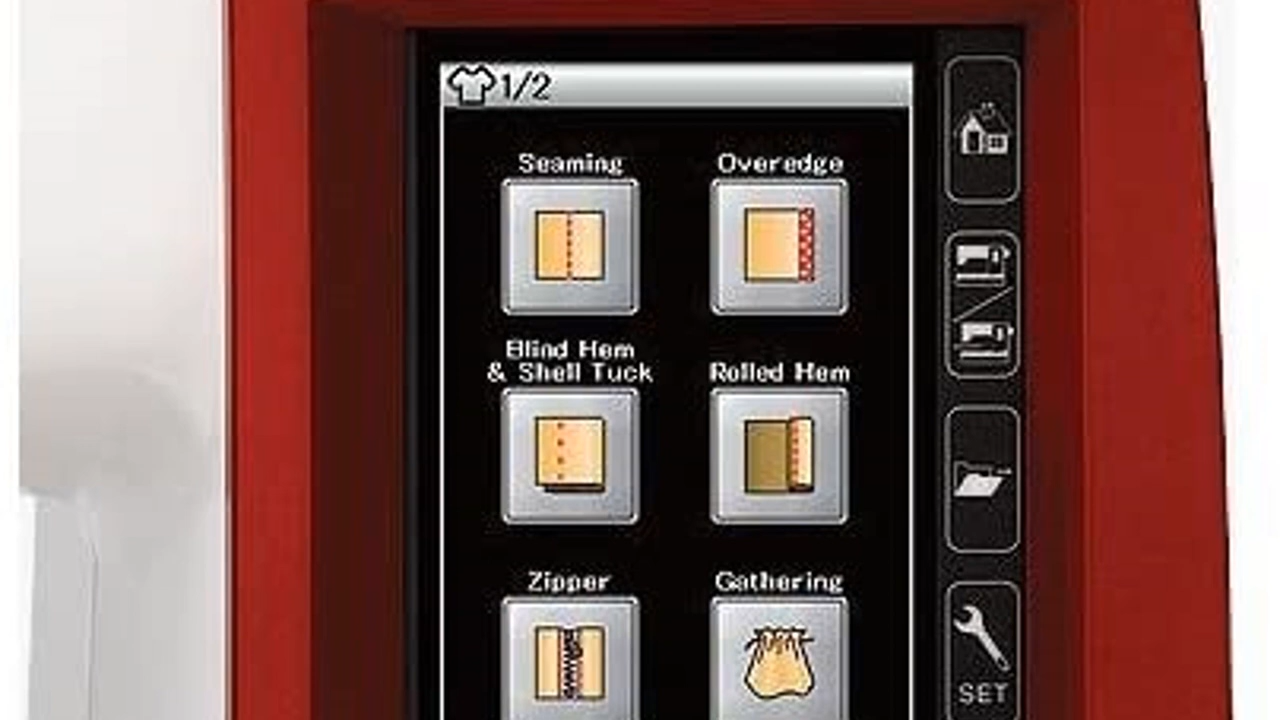 1/2
Seaming
Overedge
Blind Hem
& Shell Tuck
Rolled Hem
Zipper
Gathering
SET